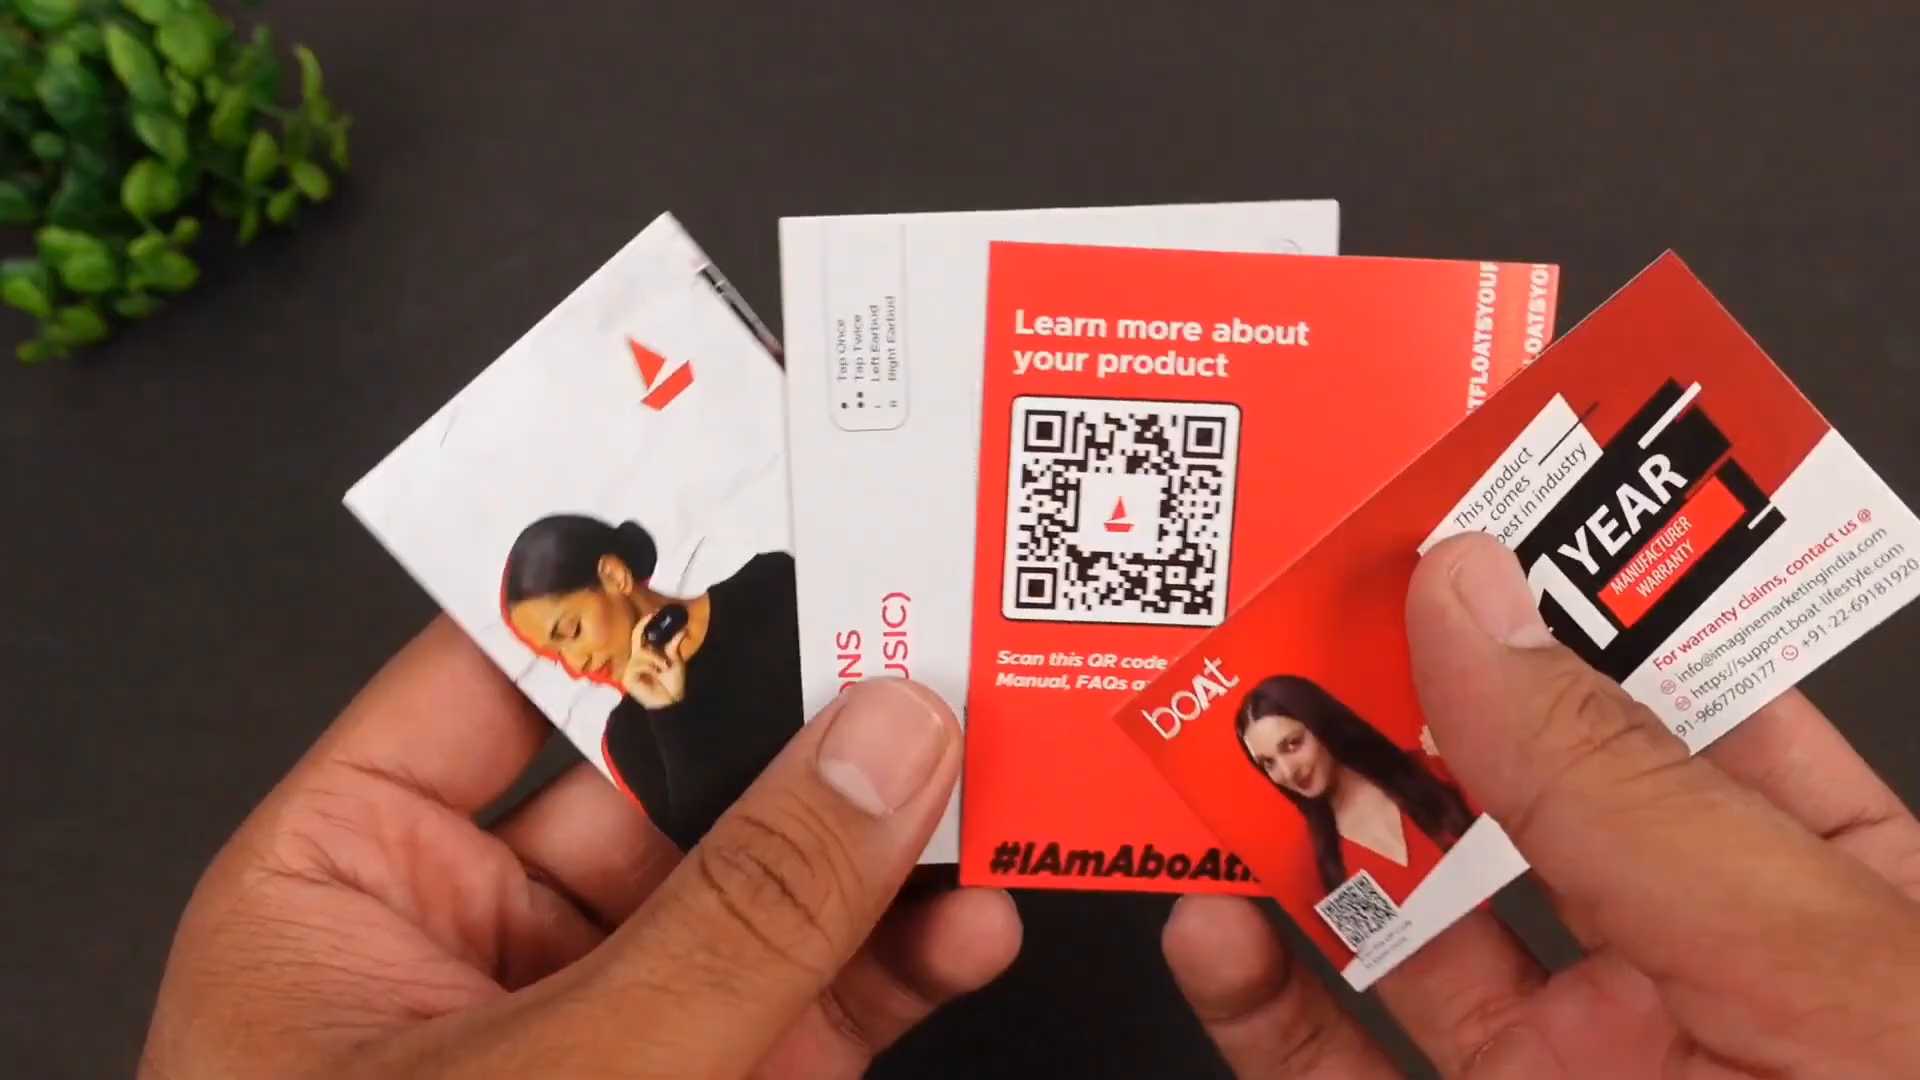 Tap Once
Tap Twice
Left Earbud
Right Earbud
ONS
USIC)
Learn more about
your product
Scan this QR code
Manual, FAQs a
#IAmAboAt
TFLOATSYOUR
LOATSYO
boAt
This product
comes
best in industry
1 YEAR
MANUFACTURER
WARRANTY
For warranty claims, contact us @
info@imaginemarketingindia.com
https://support.boat-lifestyle.com
91-9667700177 +91-22-69181920